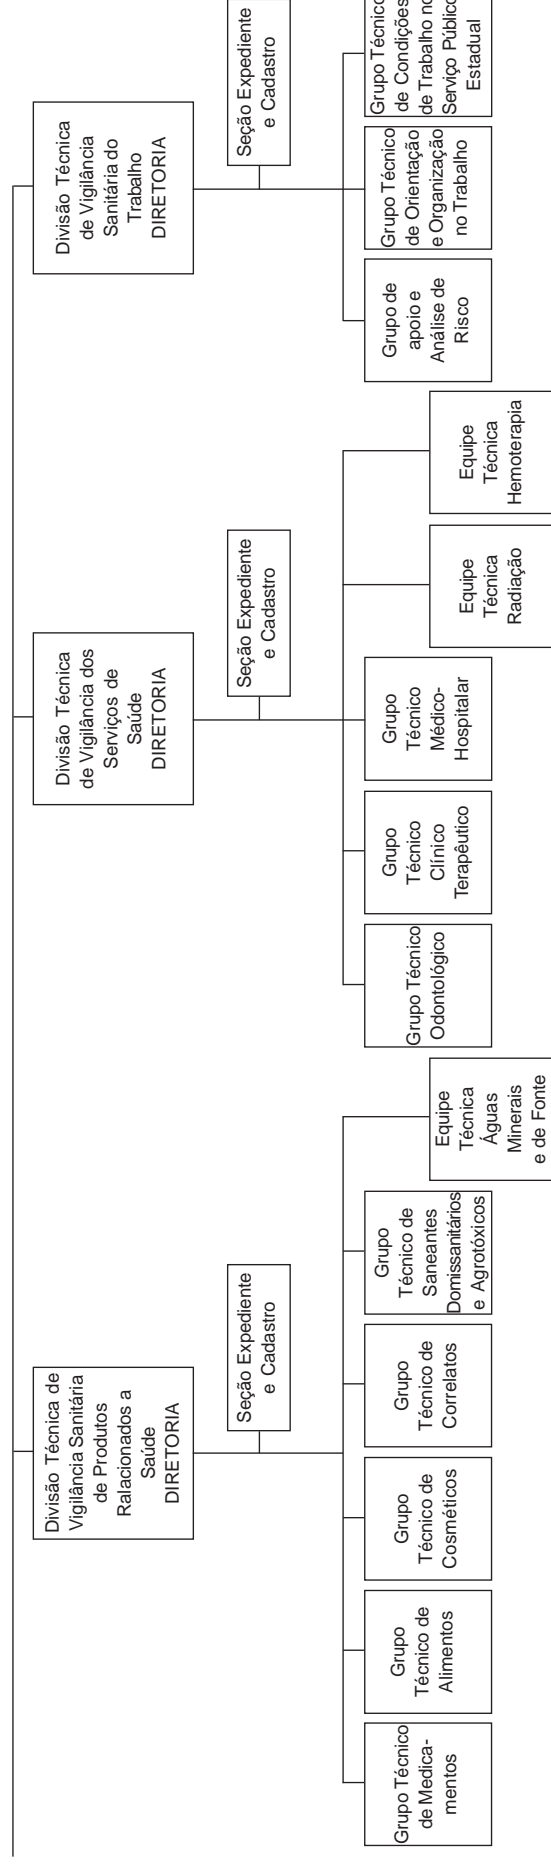 Divisão Técnica de
Vigilância Sanitária
de Produtos
Ralacionados a
Saúde
DIRETORIA
Seção Expediente
e Cadastro
Grupo Técnico
de Medica-
mentos
Grupo
Técnico de
Alimentos
Grupo
Técnico de
Cosméticos
Grupo
Técnico de
Correlatos
Grupo
Técnico de
Saneantes
Domissanitários
e Agrotóxicos
Equipe
Técnica
Águas
Minerais
e de Fonte
Divisão Técnica
de Vigilância dos
Serviços de
Saúde
DIRETORIA
Seção Expediente
e Cadastro
Grupo Técnico
Odontológico
Grupo
Técnico
Clínico
Terapêutico
Grupo
Técnico
Médico-
Hospitalar
Equipe
Técnica
Radiação
Equipe
Técnica
Hemoterapia
Divisão Técnica
de Vigilância
Sanitária do
Trabalho
DIRETORIA
Seção Expediente
e Cadastro
Grupo de
apoio e
Análise de
Risco
Grupo Técnico
de Orientação
e Organização
no Trabalho
Grupo Técnico
de Condições
de Trabalho no
Serviço Público
Estadual